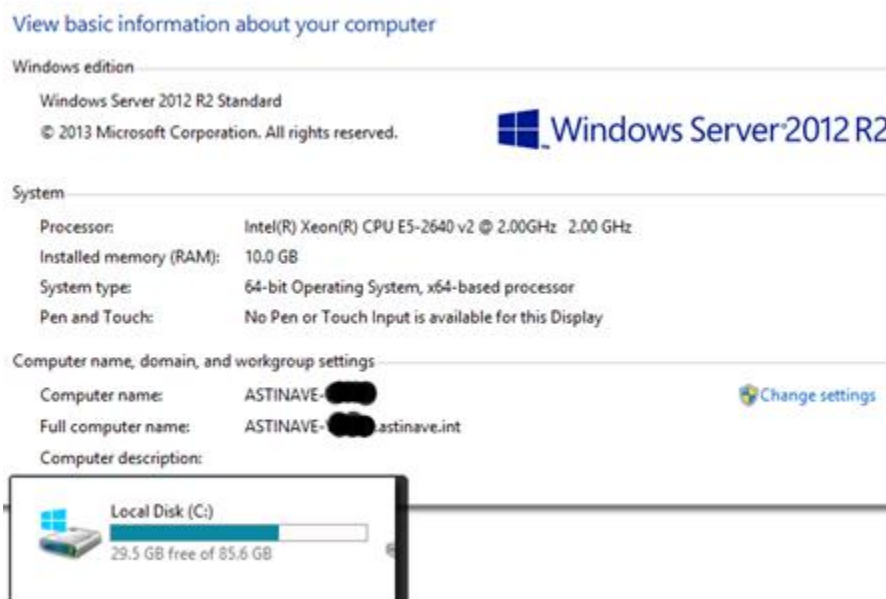 View basic information about your computer
Windows edition
Windows Server 2012 R2 Standard
© 2013 Microsoft Corporation. All rights reserved.
Windows Server 2012 R2
System
Processor: Intel(R) Xeon(R) CPU E5-2640 v2 @ 2.00GHz 2.00 GHz
Installed memory (RAM): 10.0 GB
System type: 64-bit Operating System, x64-based processor
Pen and Touch: No Pen or Touch Input is available for this Display
Computer name, domain, and workgroup settings
Computer name: ASTINAVE-
Change settings
Full computer name: ASTINAVE- .astinave.int
Computer description:
Local Disk (C:)
29.5 GB free of 85.6 GB